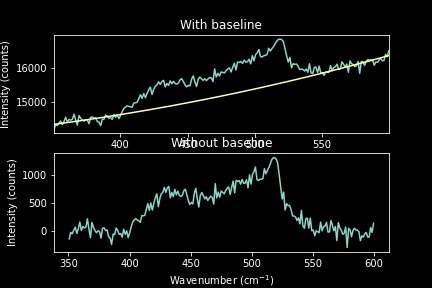 With baseline
Intensity (counts)
16000
15000
400 450 500 550
Without baseline
Intensity (counts)
1000
500
0
350 400 450 500 550 600
Wavenumber (cm⁻¹)